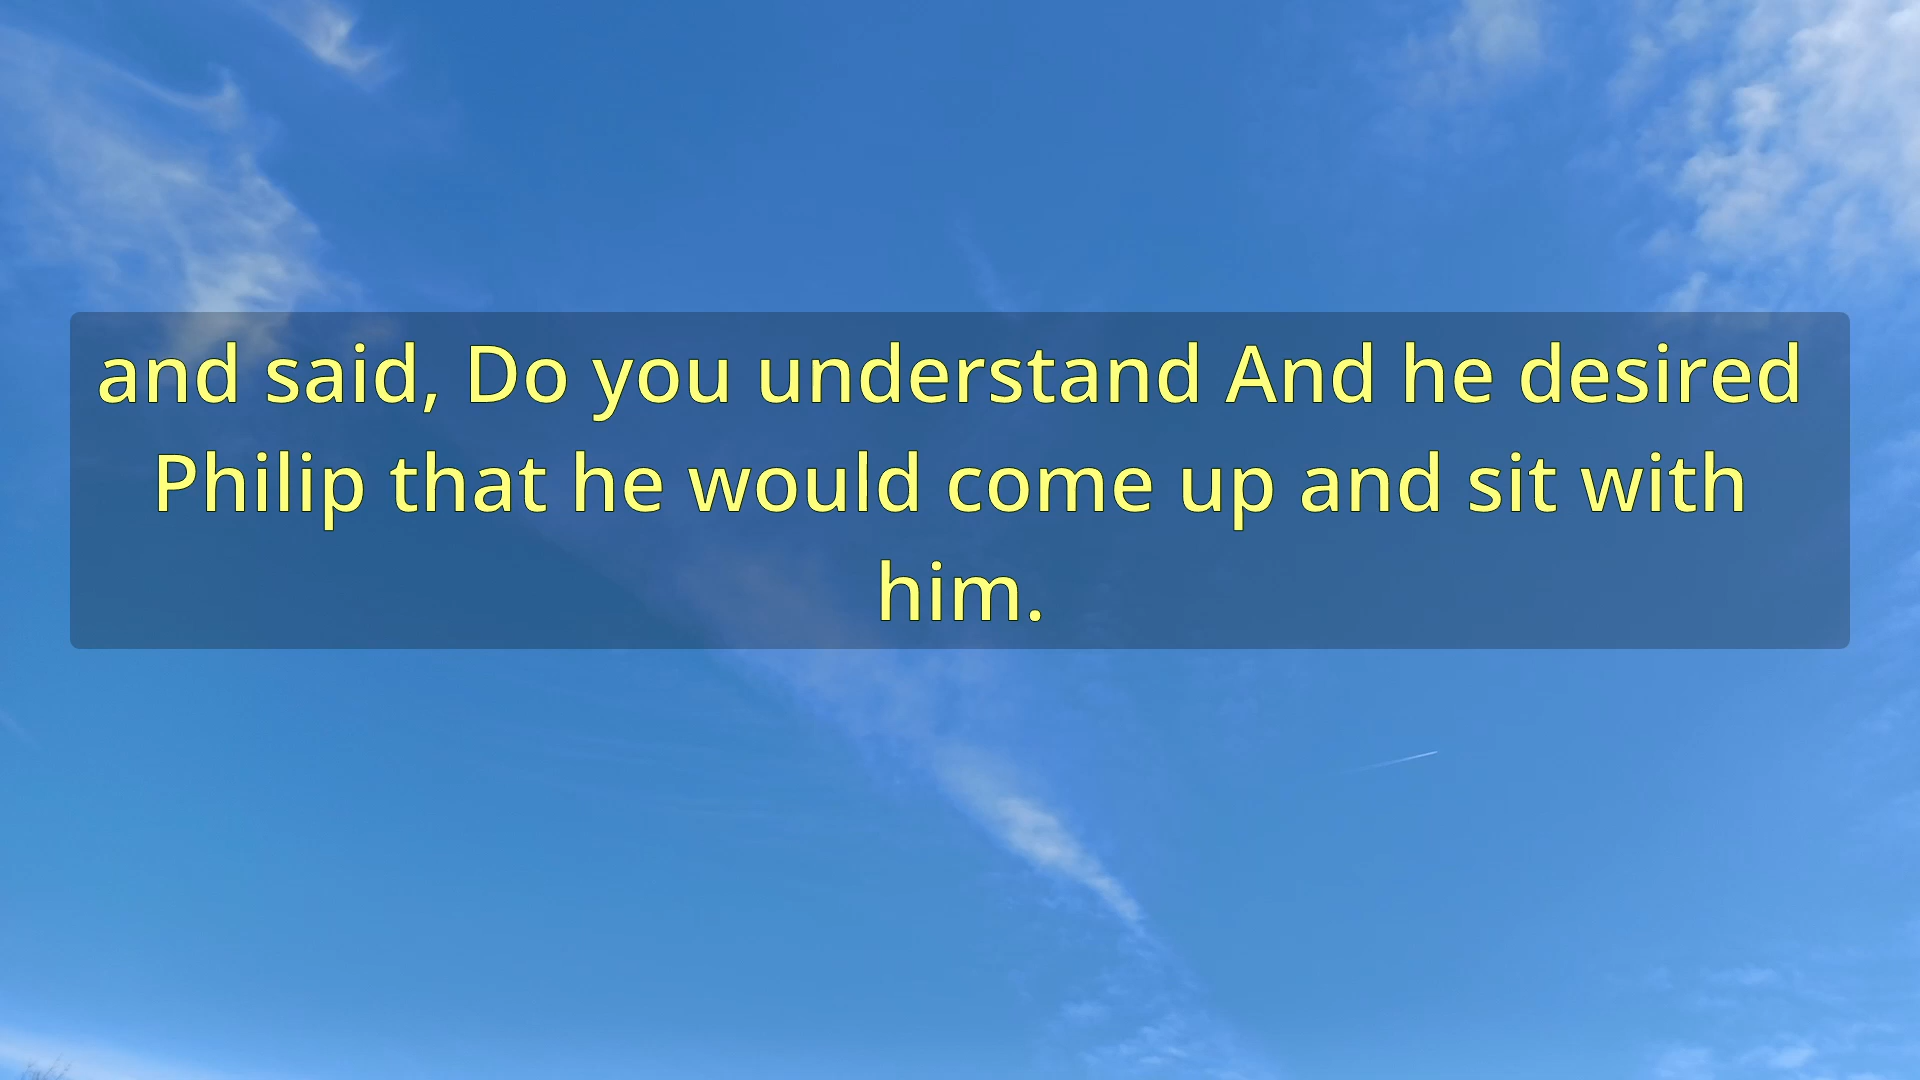 and said, Do you understand And he desired
Philip that he would come up and sit with
him.